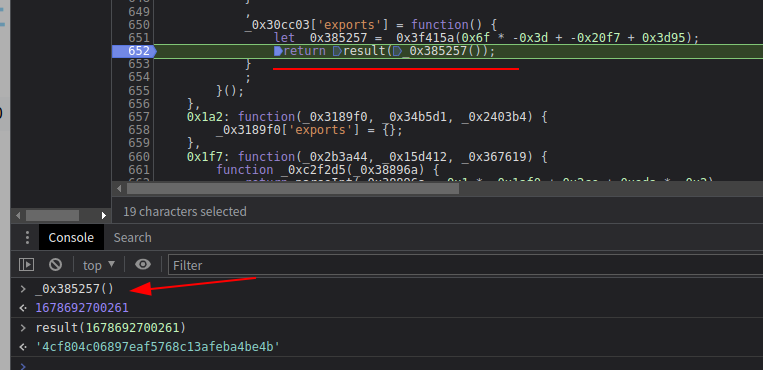 649 ,
650 _0x30cc03['exports'] = function() {
651 let _0x385257 = _0x3f415a(0x6f * -0x3d + -0x20f7 + 0x3d95);
652 return result(_0x385257());
653 }
654 ;
655 }();
656 },
657 0x1a2: function(_0x3189f0, _0x34b5d1, _0x2403b4) {
658 _0x3189f0['exports'] = {};
659 },
660 0x1f7: function(_0x2b3a44, _0x15d412, _0x367619) {
661 function _0xc2f2d5(_0x38896a) {
19 characters selected
Console Search
top Filter
> _0x385257()
1678692700261
> result(1678692700261)
'4cf804c06897eaf5768c13afeba4be4b'
>